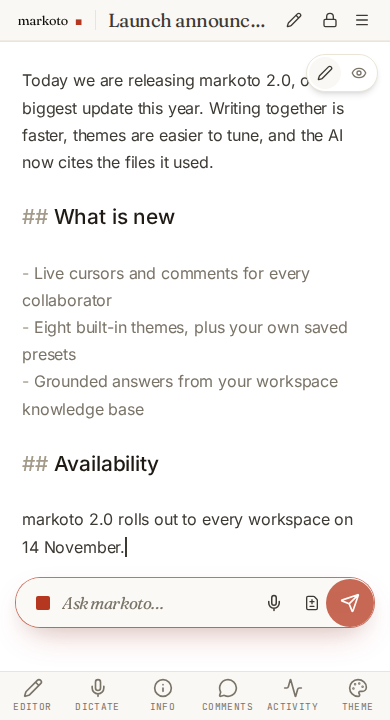 markoto
Launch announc...
Today we are releasing markoto 2.0,
biggest update this year. Writing together is
faster, themes are easier to tune, and the AI
now cites the files it used.
## What is new
- Live cursors and comments for every
collaborator
- Eight built-in themes, plus your own saved
presets
- Grounded answers from your workspace
knowledge base
## Availability
markoto 2.0 rolls out to every workspace on
14 November.
Ask markoto...
EDITOR DICTATE INFO COMMENTS ACTIVITY THEME